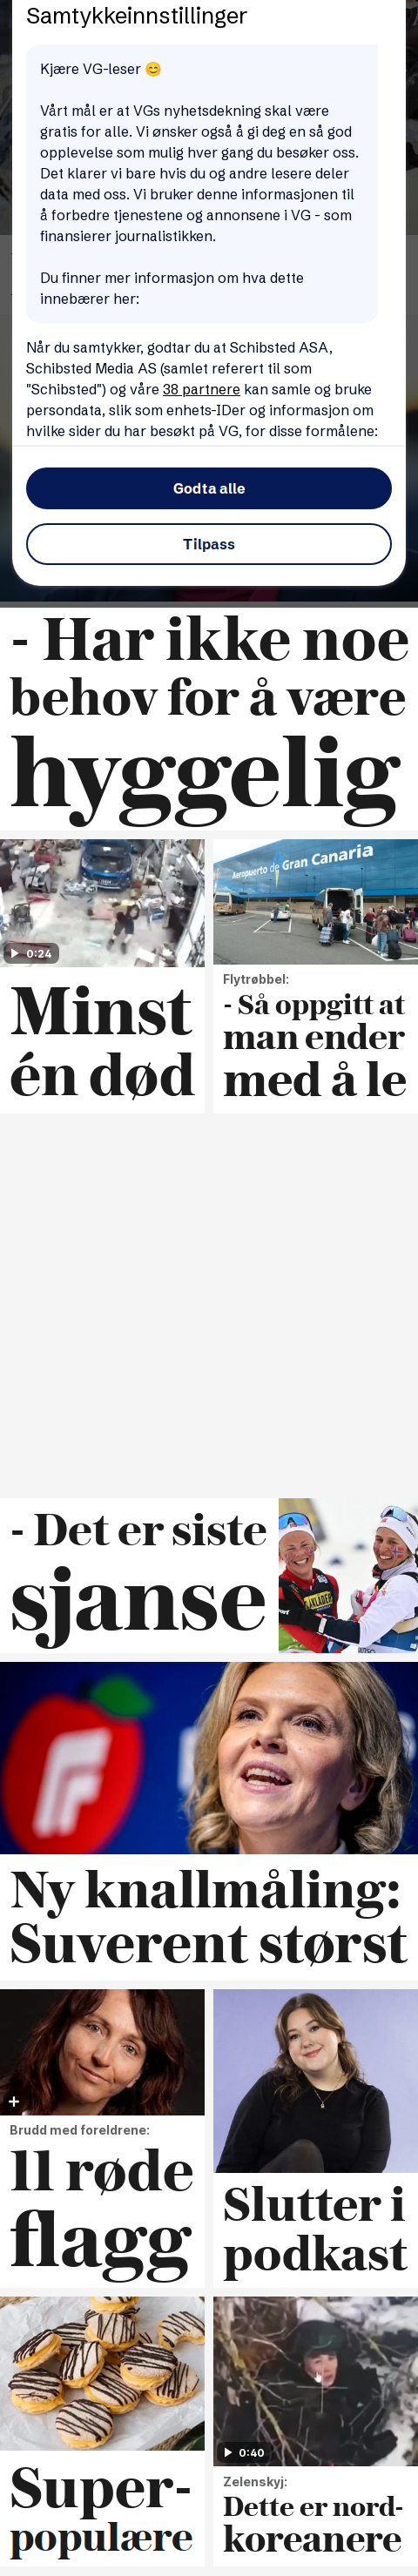 Samtykkeinnstillinger
Kjære VG-leser 😊
Vårt mål er at VGs nyhetsdekning skal være
gratis for alle. Vi ønsker også å gi deg en så god
opplevelse som mulig hver gang du besøker oss.
Det klarer vi bare hvis du og andre lesere deler
data med oss. Vi bruker denne informasjonen til
å forbedre tjenestene og annonsene i VG - som
finansierer journalistikken.
Du finner mer informasjon om hva dette
innebærer her:
Når du samtykker, godtar du at Schibsted ASA,
Schibsted Media AS (samlet referert til som
"Schibsted") og våre 38 partnere kan samle og bruke
persondata, slik som enhets-IDer og informasjon om
hvilke sider du har besøkt på VG, for disse formålene:
Godta alle
Tilpass
- Har ikke noe
behov for å være
hyggelig
0:24
Minst
én død
Aeropuerto de Gran Canaria
Flytrøbbel:
- Så oppgitt at
man ender
med å le
- Det er siste
sjanse
Ny knallmåling:
Suverent størst
Brudd med foreldrene:
11 røde
flagg
Slutter i
podkast
Super-
populære
0:40
Zelenskyj:
Dette er nord-
koreanere